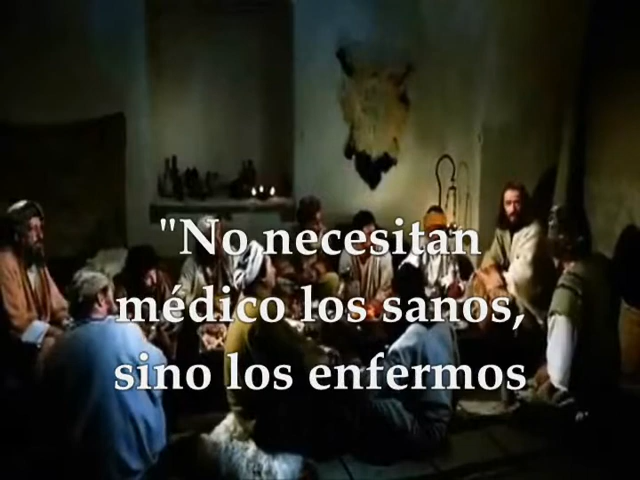 "No necesitan
médico los sanos,
sino los enfermos